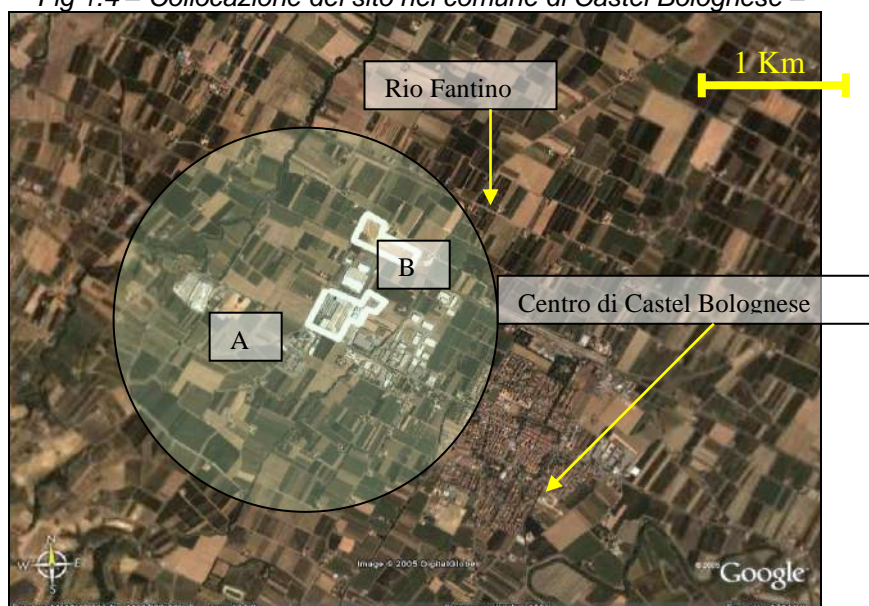 Fig 1.4 – Collocazione del sito nel comune di Castel Bolognese –
1 Km
Rio Fantino
B
Centro di Castel Bolognese
A
N
W
E
S
Image © 2005 DigitalGlobe
© 2005 Google